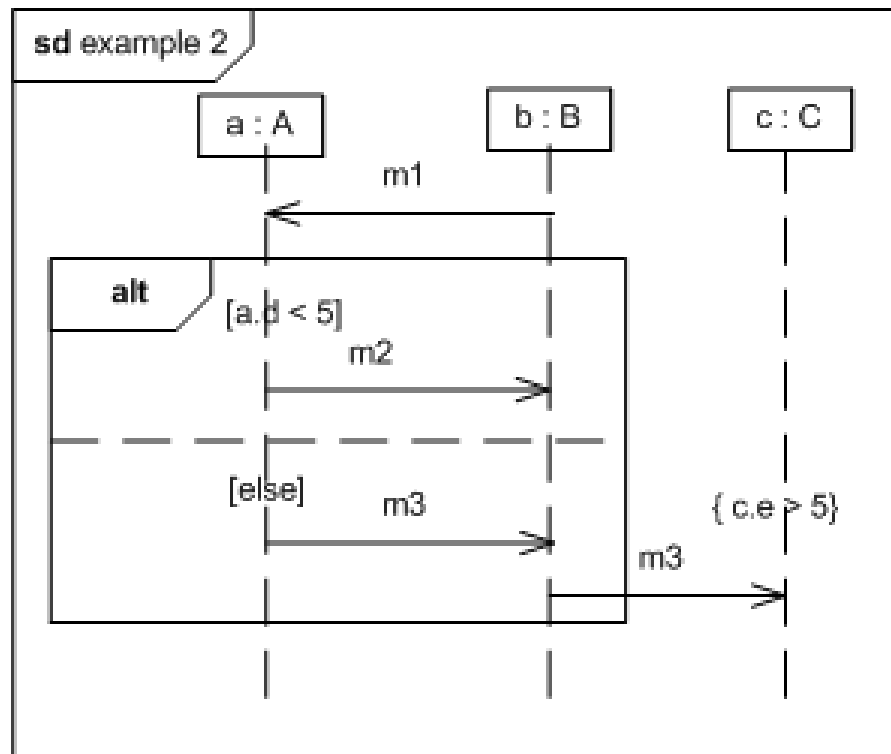 sd example 2
a : A
b : B
c : C
m1
alt
[a.d < 5]
m2
[else]
m3
{ c.e > 5}
m3